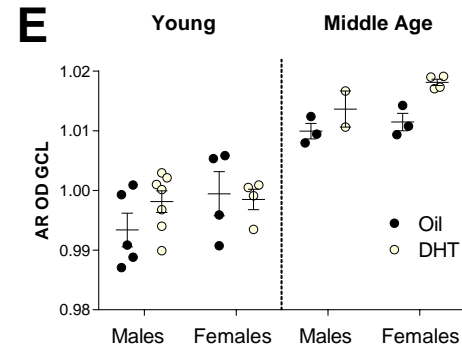 E
Young
Middle Age
AR OD GCL
1.02
1.01
1.00
0.99
0.98
Oil
DHT
Males
Females
Males
Females